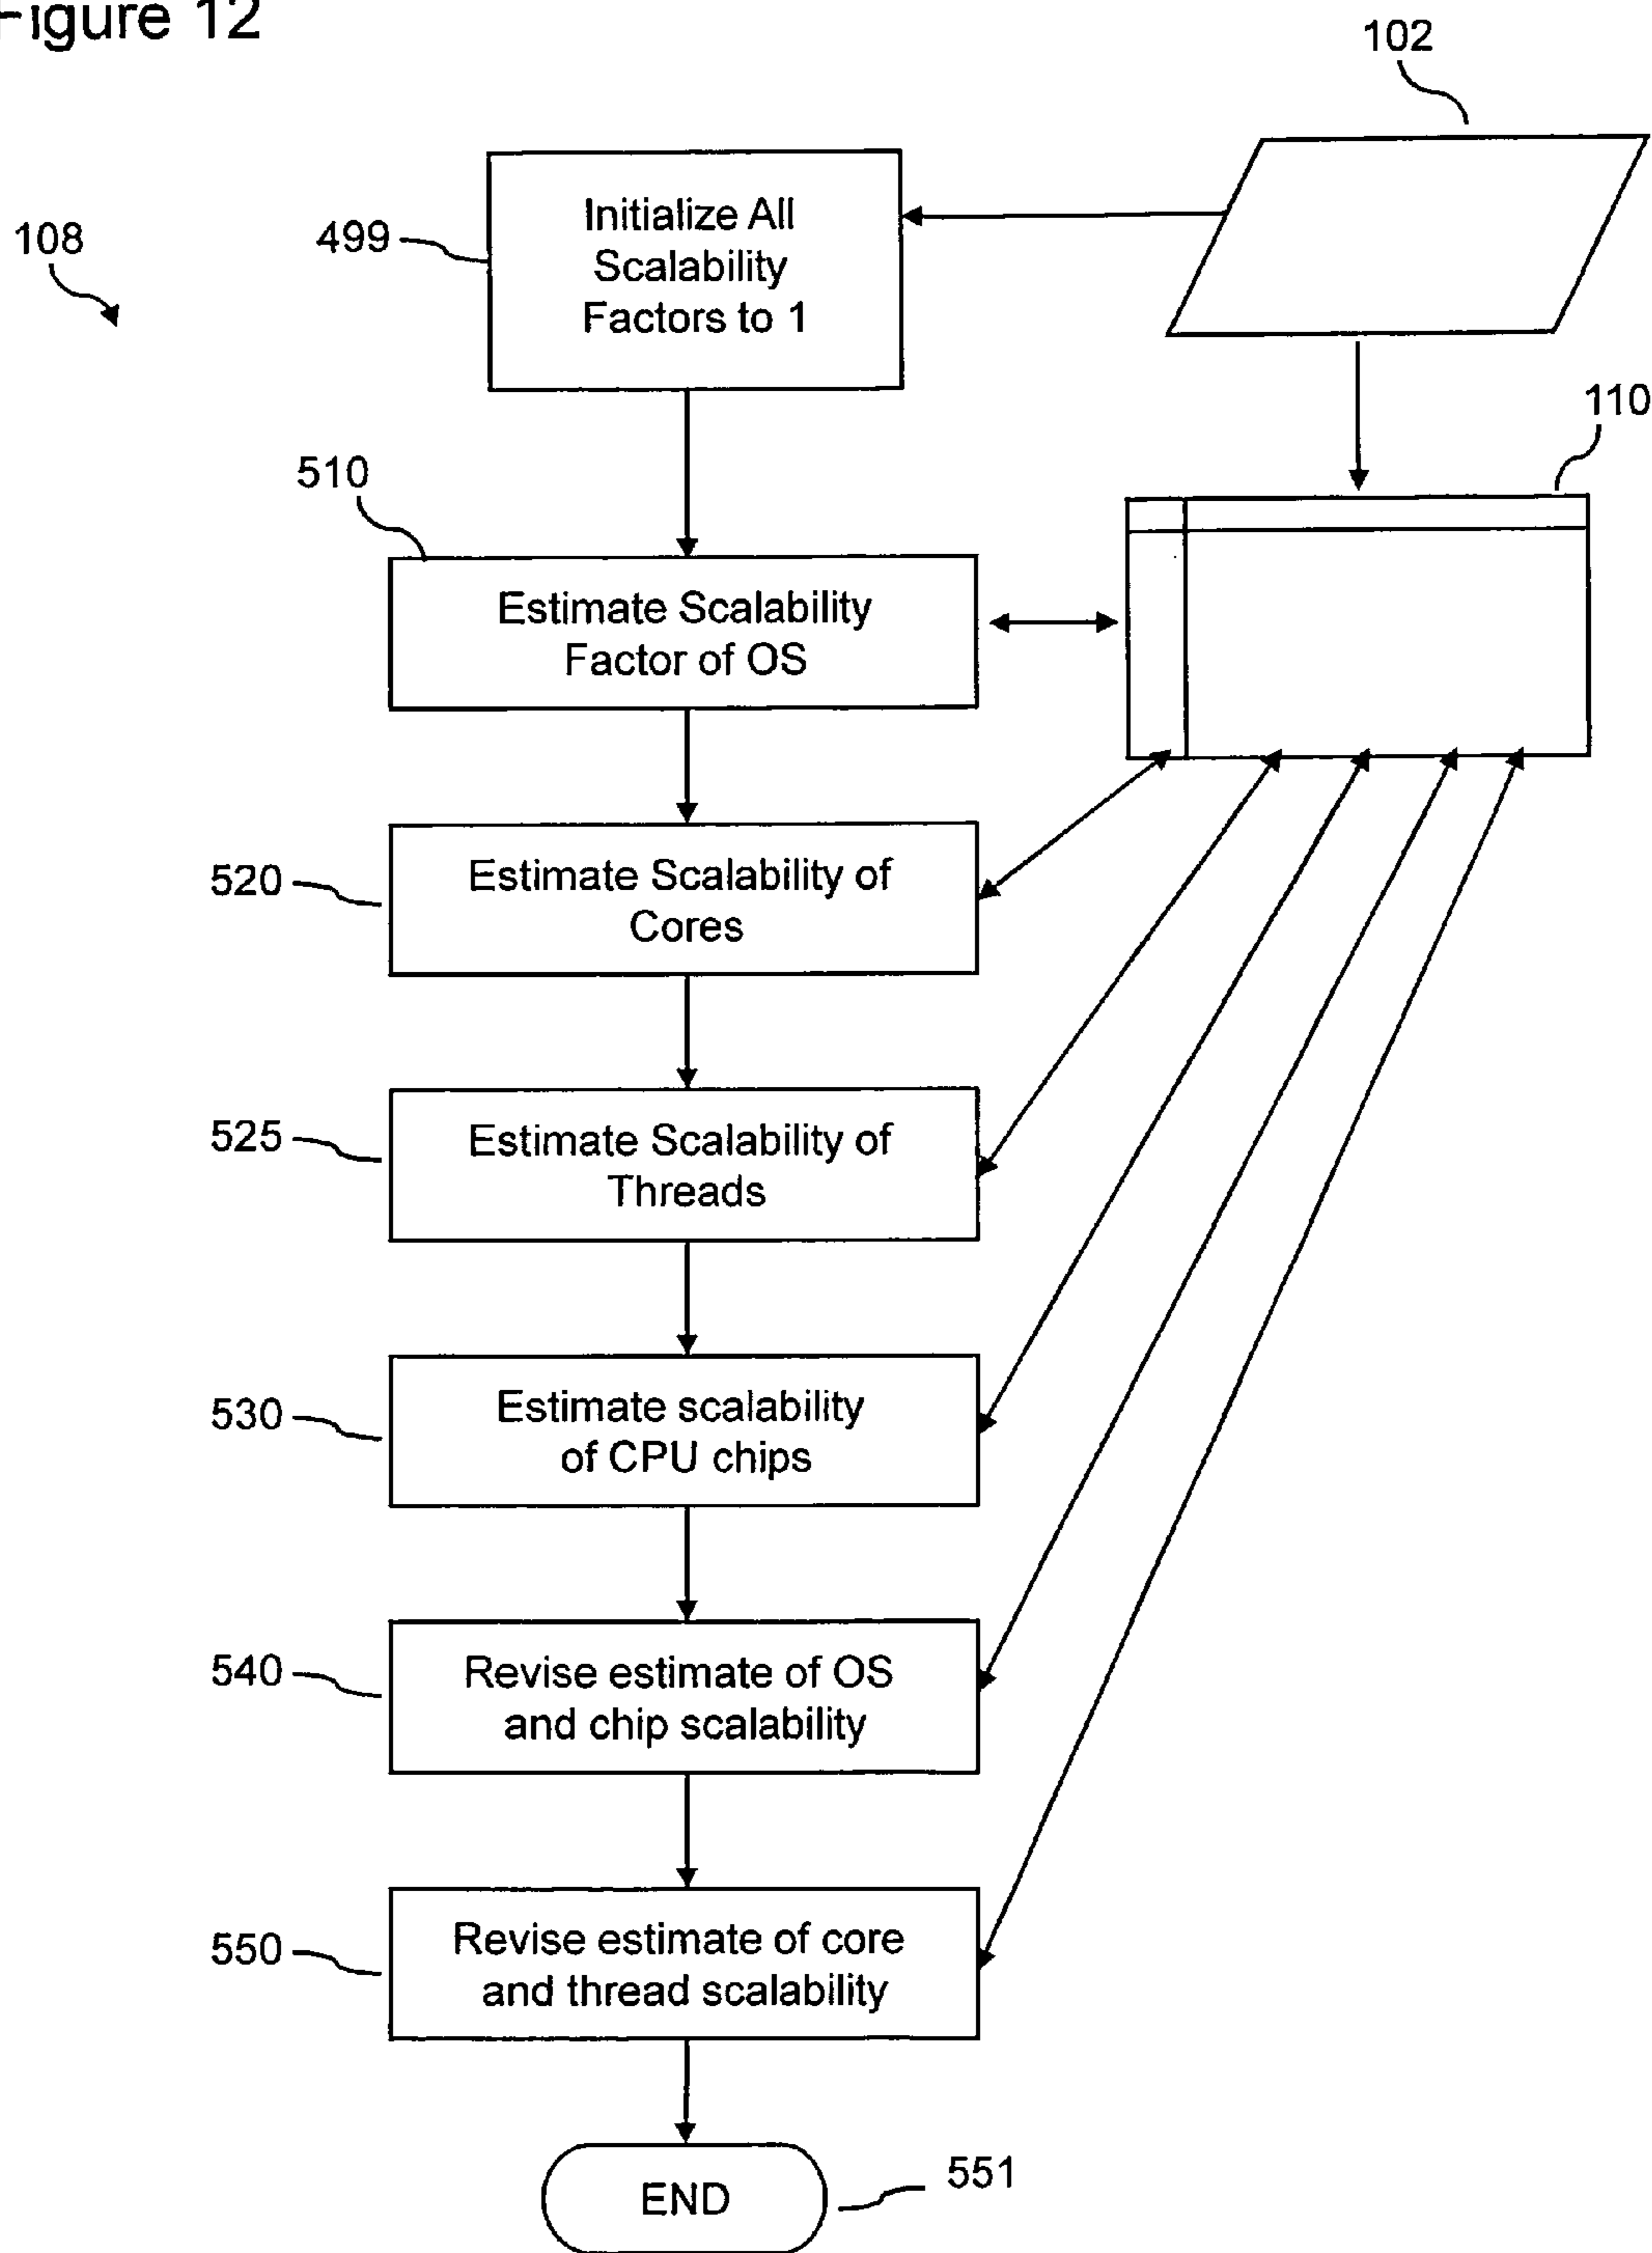 Figure 12
102
108
499
Initialize All
Scalability
Factors to 1
110
510
Estimate Scalability
Factor of OS
520
Estimate Scalability of
Cores
525
Estimate Scalability of
Threads
530
Estimate scalability
of CPU chips
540
Revise estimate of OS
and chip scalability
550
Revise estimate of core
and thread scalability
END
551